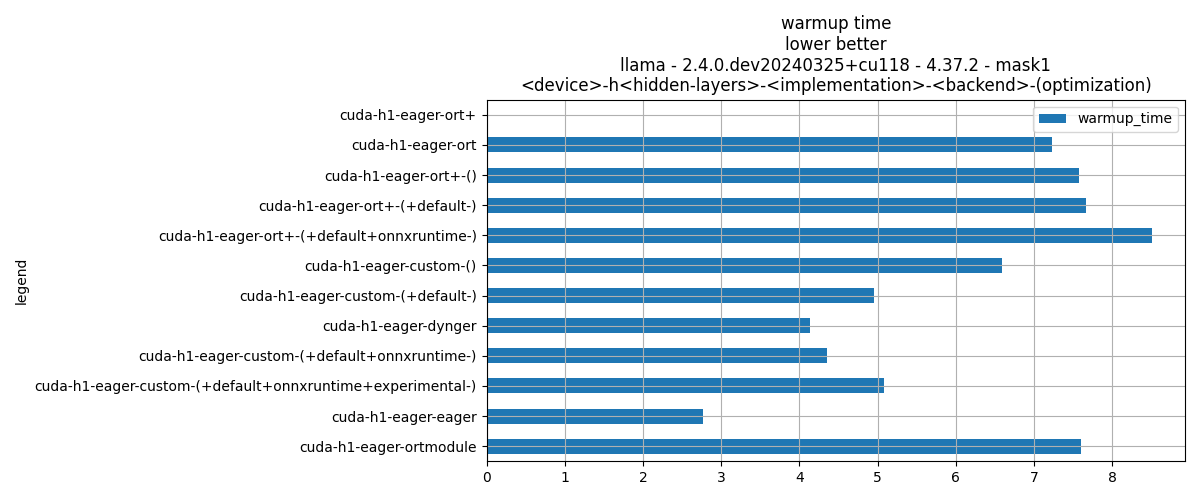 warmup time
lower better
llama - 2.4.0.dev20240325+cu118 - 4.37.2 - mask1
<device>-h<hidden-layers>-<implementation>-<backend>-(optimization)
warmup_time
legend
cuda-h1-eager-ort+
cuda-h1-eager-ort
cuda-h1-eager-ort+-()
cuda-h1-eager-ort+-(+default-)
cuda-h1-eager-ort+-(+default+onnxruntime-)
cuda-h1-eager-custom-()
cuda-h1-eager-custom-(+default-)
cuda-h1-eager-dynger
cuda-h1-eager-custom-(+default+onnxruntime-)
cuda-h1-eager-custom-(+default+onnxruntime+experimental-)
cuda-h1-eager-eager
cuda-h1-eager-ortmodule
0 1 2 3 4 5 6 7 8